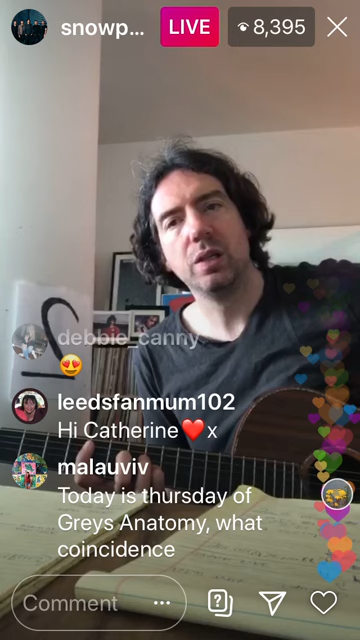 snowp...
LIVE
8,395
debbie_canny
😍
leedsfanmum102
Hi Catherine❤️x
malauviv
Today is thursday of
Greys Anatomy, what
coincidence
Comment